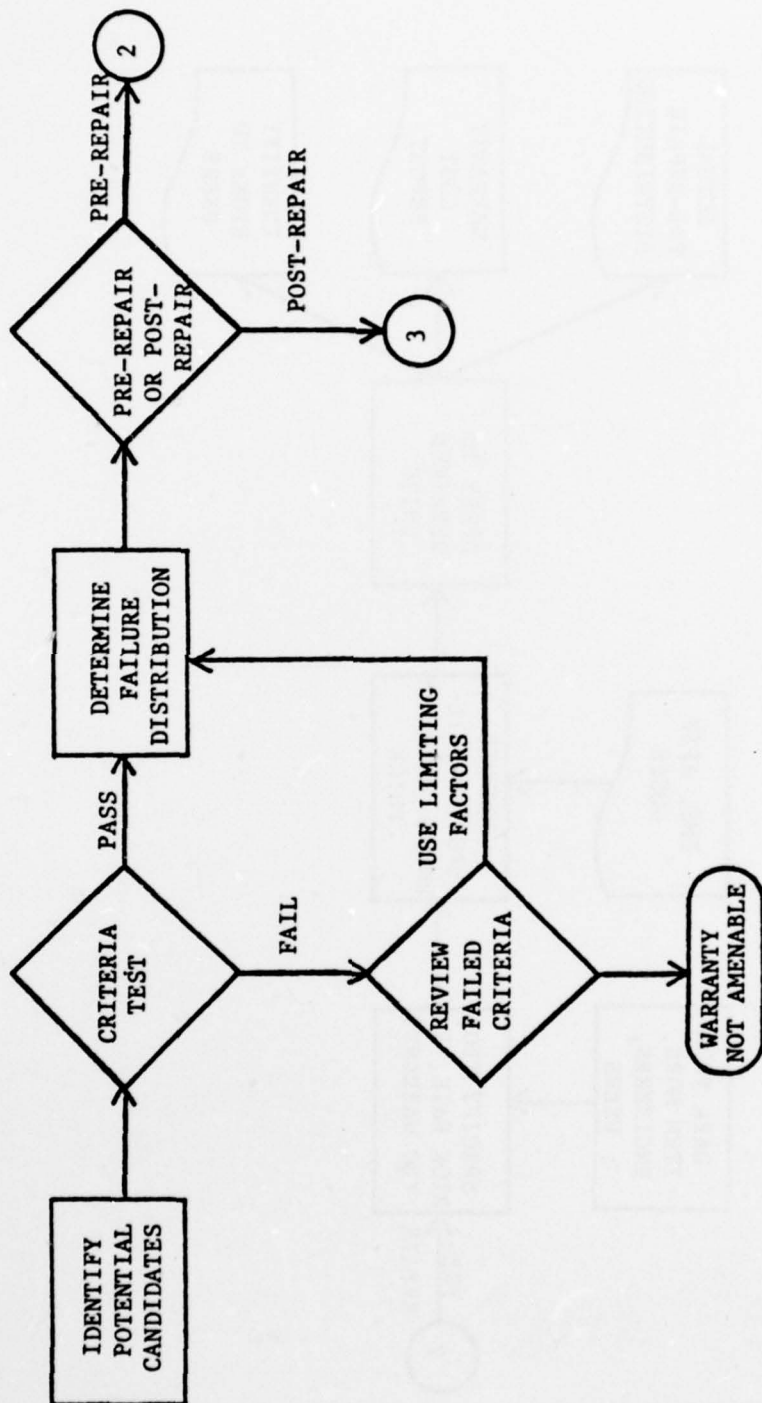 IDENTIFY
POTENTIAL
CANDIDATES
CRITERIA
TEST
PASS
FAIL
REVIEW
FAILED
CRITERIA
USE LIMITING
FACTORS
WARRANTY
NOT AMENABLE
DETERMINE
FAILURE
DISTRIBUTION
PRE-REPAIR
OR POST-
REPAIR
PRE-REPAIR
2
POST-REPAIR
3